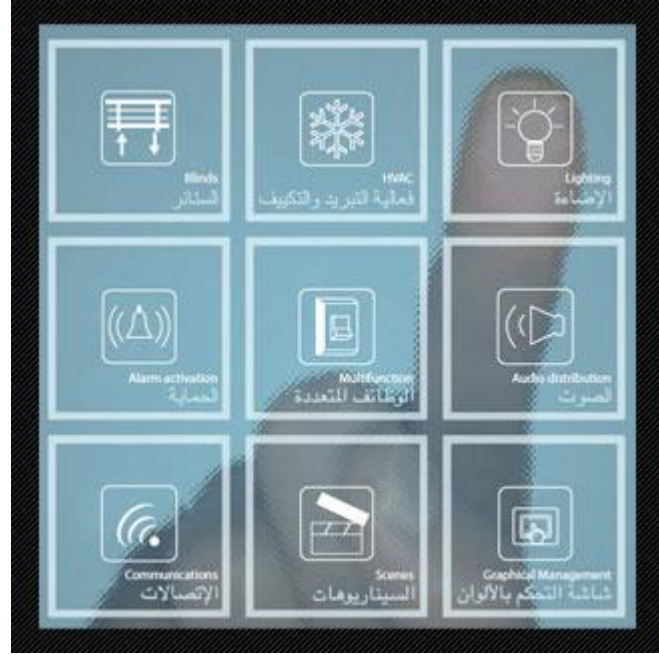 Blinds
الستائر
HVAC
فعالية التبريد والتكييف
Lighting
الإضاءة
Alarm activation
الحماية
Multifunction
الوظائف المتعددة
Audio distribution
الصوت
Communications
الإتصالات
Scenes
السيناريوهات
Graphical Management
شاشة التحكم بالألوان